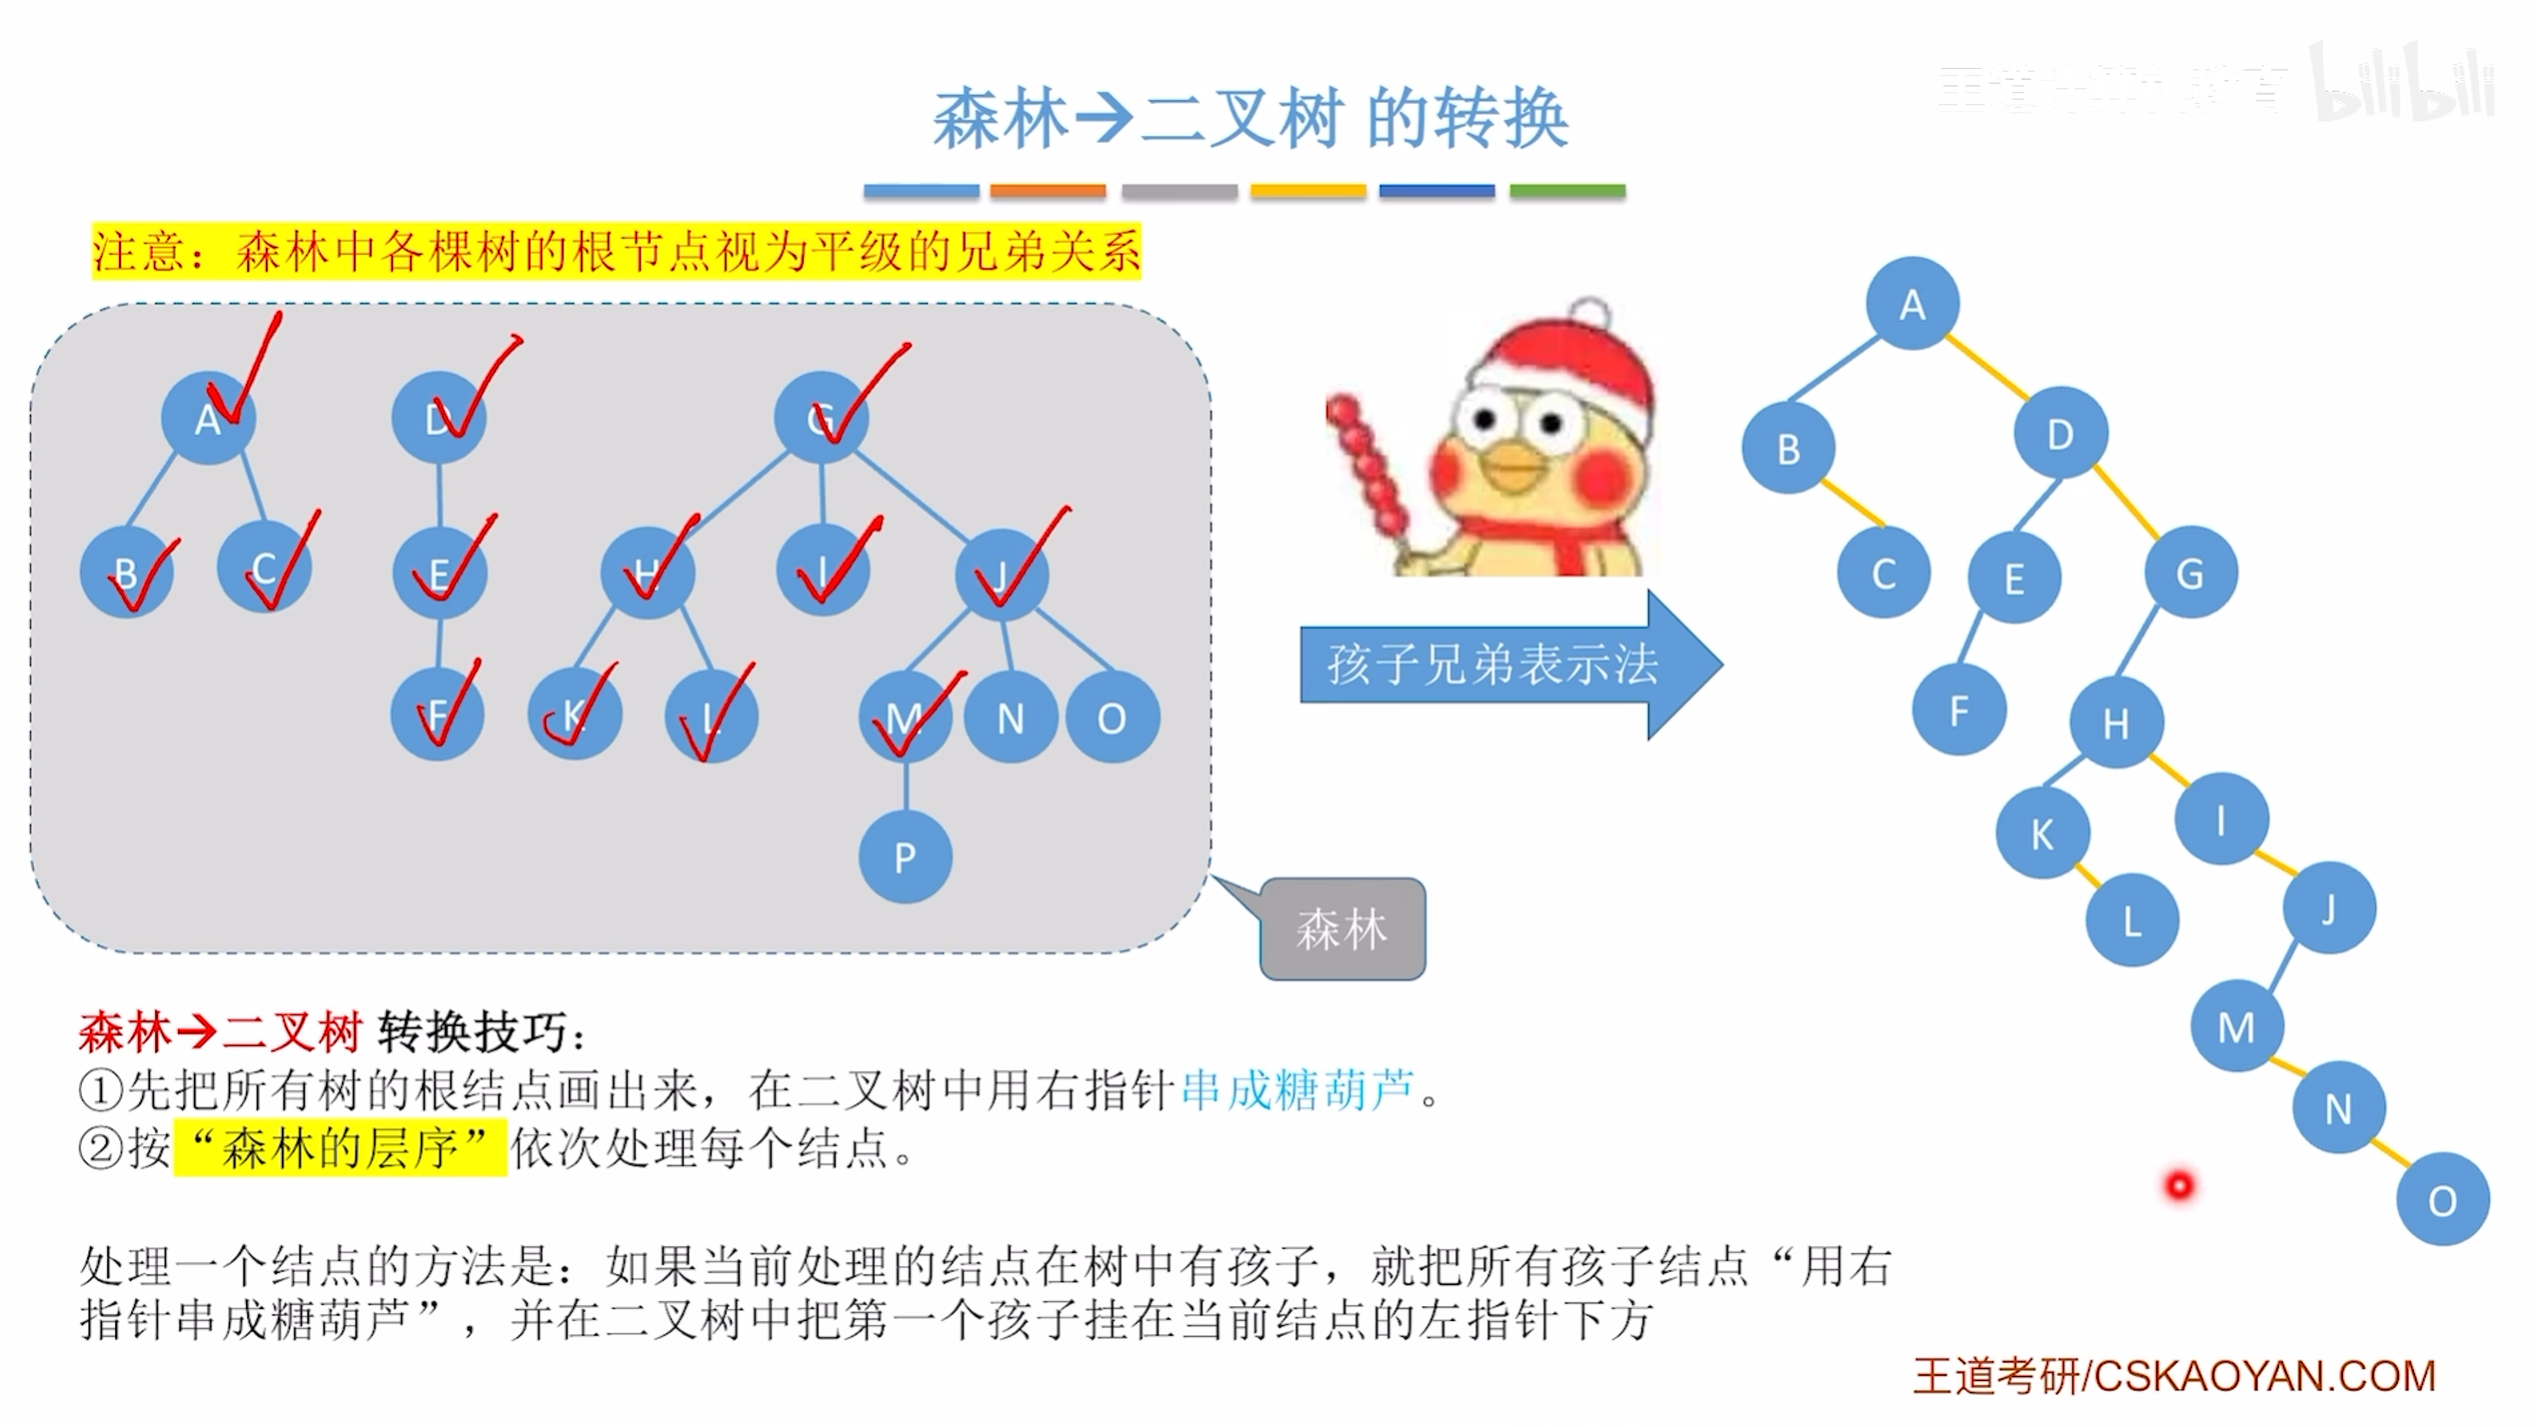 森林→二叉树 的转换
bilibili
注意：森林中各棵树的根节点视为平级的兄弟关系
A D G
B C E H I J
F K L M N O
P
森林
孩子兄弟表示法
A
B D
C E G
F H
K I
L J
M
N
O
森林→二叉树 转换技巧：
①先把所有树的根结点画出来，在二叉树中用右指针串成糖葫芦。
②按“森林的层序”依次处理每个结点。
处理一个结点的方法是：如果当前处理的结点在树中有孩子，就把所有孩子结点“用右
指针串成糖葫芦”，并在二叉树中把第一个孩子挂在当前结点的左指针下方
王道考研/CSKAOYAN.COM